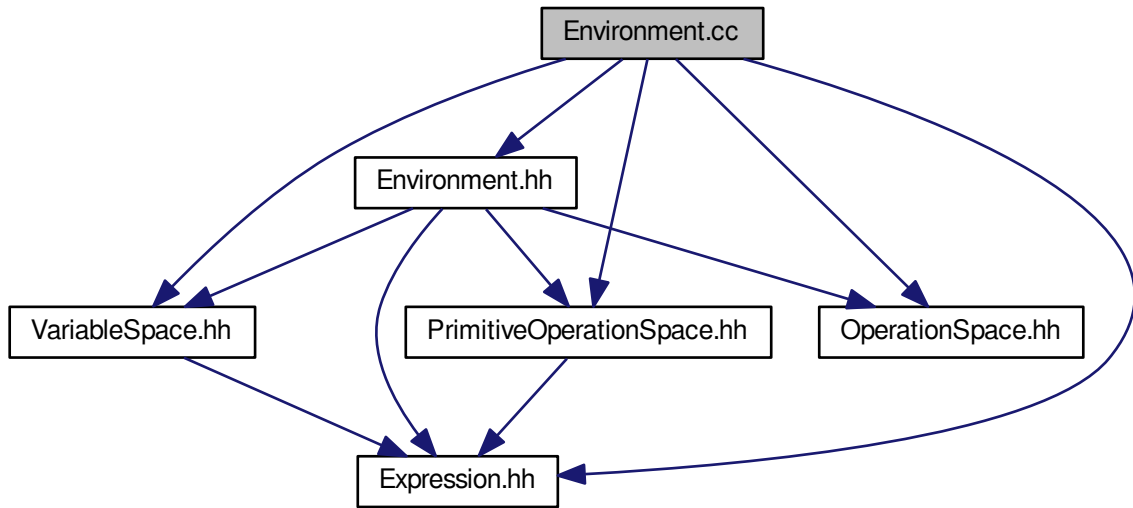 Environment.cc
Environment.hh
VariableSpace.hh
PrimitiveOperationSpace.hh
OperationSpace.hh
Expression.hh